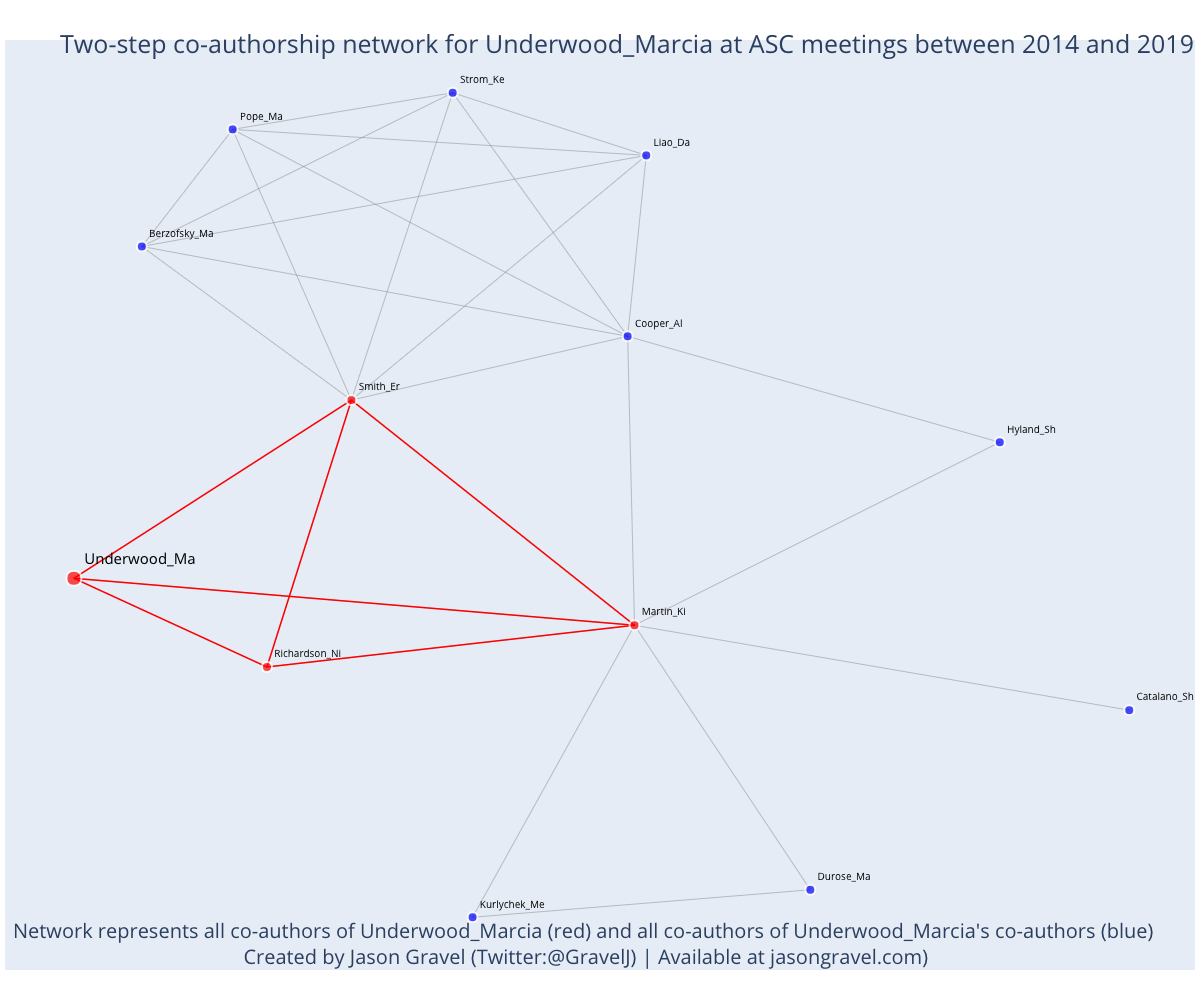 Two-step co-authorship network for Underwood_Marcia at ASC meetings between 2014 and 2019
Strom_Ke
Pope_Ma
Liao_Da
Berzofsky_Ma
Cooper_Al
Smith_Er
Hyland_Sh
Underwood_Ma
Martin_Ki
Richardson_Ni
Catalano_Sh
Durose_Ma
Kurlychek_Me
Network represents all co-authors of Underwood_Marcia (red) and all co-authors of Underwood_Marcia's co-authors (blue)
Created by Jason Gravel (Twitter:@GravelJ) | Available at jasongravel.com)